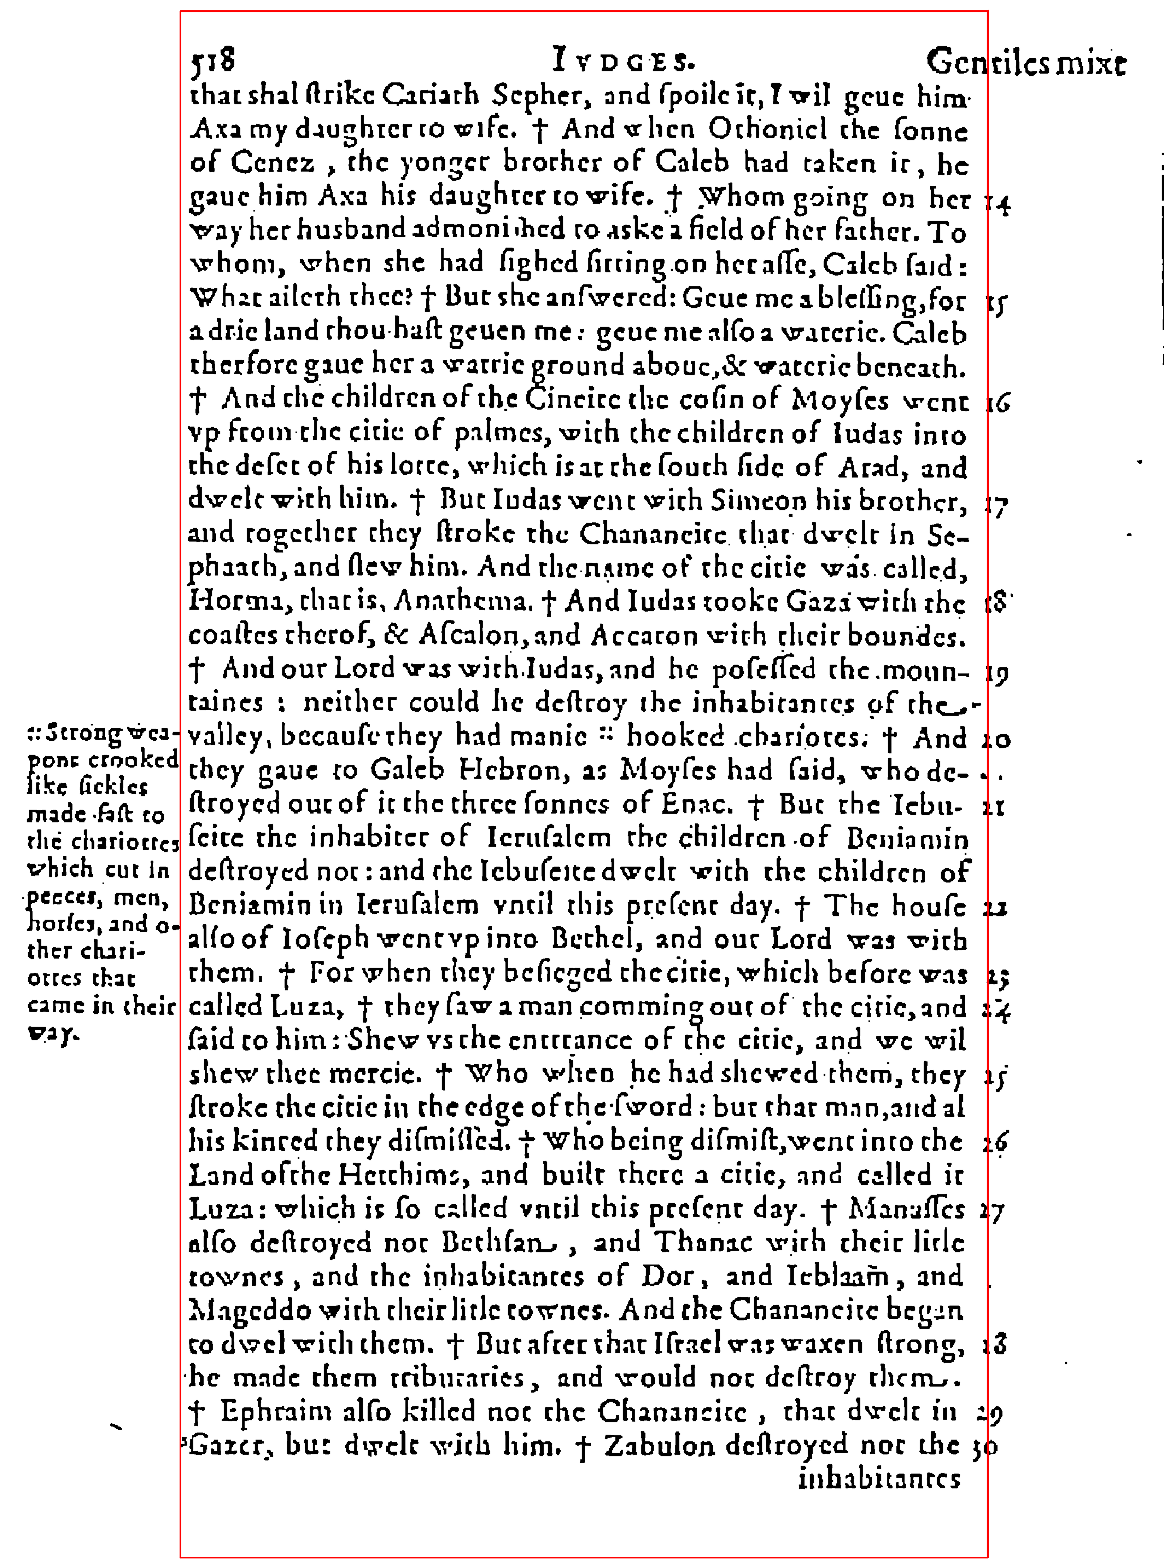 518 IVDGES. Gentiles mixt
that shal ſtrike Cariath Sepher, and ſpoile it, I wil geue him
Axa my daughter to wife. † And when Othoniel the ſonne
of Cenez, the yonger brother of Caleb had taken it, he
gaue him Axa his daughter to wife. † Whom going on her 14
way her husband admonished to aske a field of her father. To
whom, when she had ſighed ſitting on her aſſe, Caleb ſaid:
What aileth thee? † But she anſwered: Geue me a bleſſing, for 15
a drie land thou haſt geuen me: geue me alſo a waterie. Caleb
therfore gaue her a watrie ground aboue, & waterie beneath.
† And the children of the Cineite the coſin of Moyſes went 16
vp from the citie of palmes, with the children of Iudas into
the deſet of his lotte, which is at the ſouth ſide of Arad, and
dwelt with him. † But Iudas went with Simeon his brother, 17
and together they ſtroke the Chananeite that dwelt in Se-
phaath, and ſlew him. And the name of the citie was called,
Horma, that is, Anathema. † And Iudas tooke Gaza with the 18
coaſtes therof, & Aſcalon, and Accaron with their boundes.
† And our Lord was with Iudas, and he poſeſſed the moun- 19
taines : neither could he deſtroy the inhabitantes of the
valley, becauſe they had manie :: hooked chariotes. † And 20
they gaue to Galeb Hebron, as Moyſes had ſaid, who de-
ſtroyed out of it the three ſonnes of Enac. † But the Iebu- 21
ſeite the inhabiter of Ieruſalem the children of Beniamin
deſtroyed not: and the Iebuſeite dwelt with the children of
Beniamin in Ieruſalem vntil this preſent day. † The houſe 22
alſo of Ioſeph went vp into Bethel, and our Lord was with
them. † For when they beſieged the citie, which before was 23
called Luza, † they ſaw a man comming out of the citie, and 24
ſaid to him: Shew vs the entrance of the citie, and we wil
shew thee mercie. † Who when he had shewed them, they 25
ſtroke the citie in the edge of the ſword: but that man, and al
his kinred they diſmiſſed. † Who being diſmiſt, went into the 26
Land of the Hetthims, and built there a citie, and called it
Luza: which is ſo called vntil this preſent day. † Manaſſes 27
alſo deſtroyed not Bethſan, and Thanac with their litle
townes, and the inhabitantes of Dor, and Ieblaam, and
Mageddo with their litle townes. And the Chananeite began
to dwel with them. † But after that Iſrael was waxen ſtrong, 28
he made them tributaries, and would not deſtroy them.
† Ephraim alſo killed not the Chananeite, that dwelt in 29
Gazer, but dwelt with him. † Zabulon deſtroyed not the 30
inhabitantes
:: Strong wea-
pons crooked
like ſickles
made faſt to
the chariottes
which cut in
peeces, men,
horſes, and o-
ther chari-
ottes that
came in their
way.